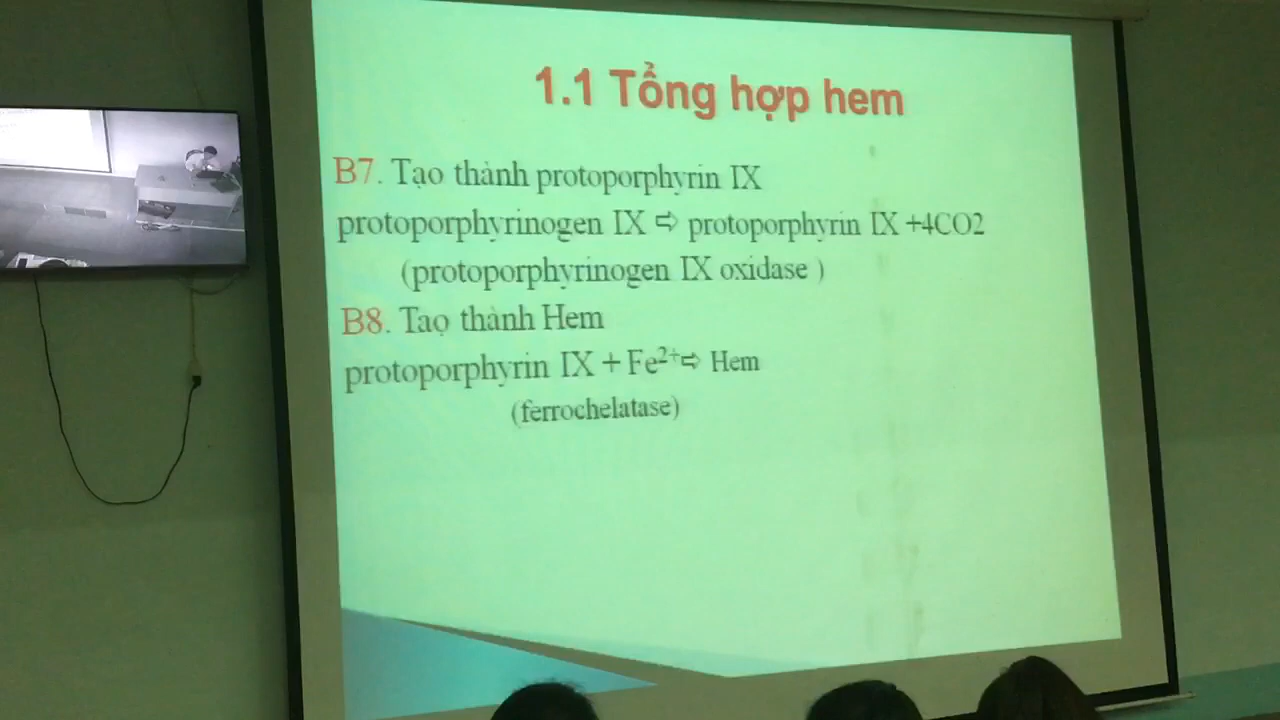 1.1 Tổng hợp hem
B7. Tạo thành protoporphyrin IX
protoporphyrinogen IX ⇨ protoporphyrin IX +4CO2
(protoporphyrinogen IX oxidase )
B8. Taọ thành Hem
protoporphyrin IX + Fe²⁺⇨ Hem
(ferrochelatase)